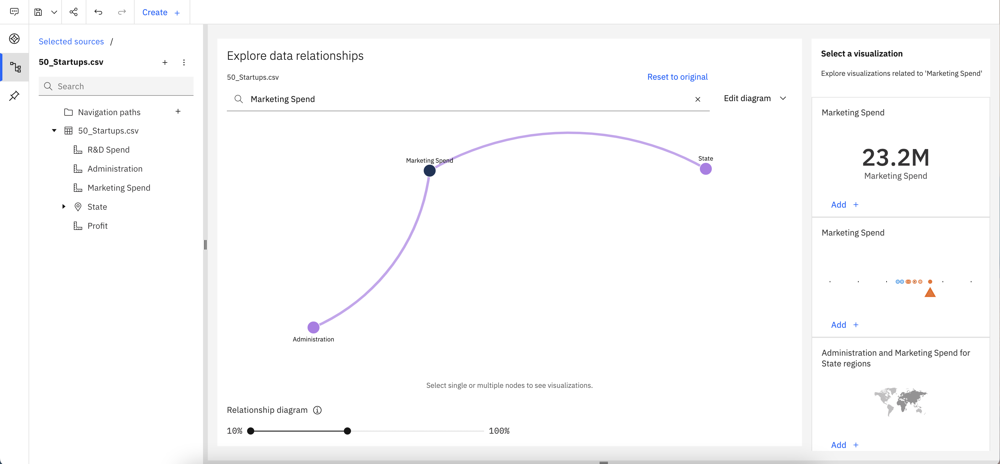 Create +
Selected sources /
50_Startups.csv
Search
Navigation paths
50_Startups.csv
R&D Spend
Administration
Marketing Spend
State
Profit
Explore data relationships
50_Startups.csv
Reset to original
Marketing Spend
Edit diagram
Marketing Spend
State
Administration
Select single or multiple nodes to see visualizations.
Relationship diagram
10%
100%
Select a visualization
Explore visualizations related to 'Marketing Spend'
Marketing Spend
23.2M
Marketing Spend
Add +
Marketing Spend
Add +
Administration and Marketing Spend for
State regions
Add +